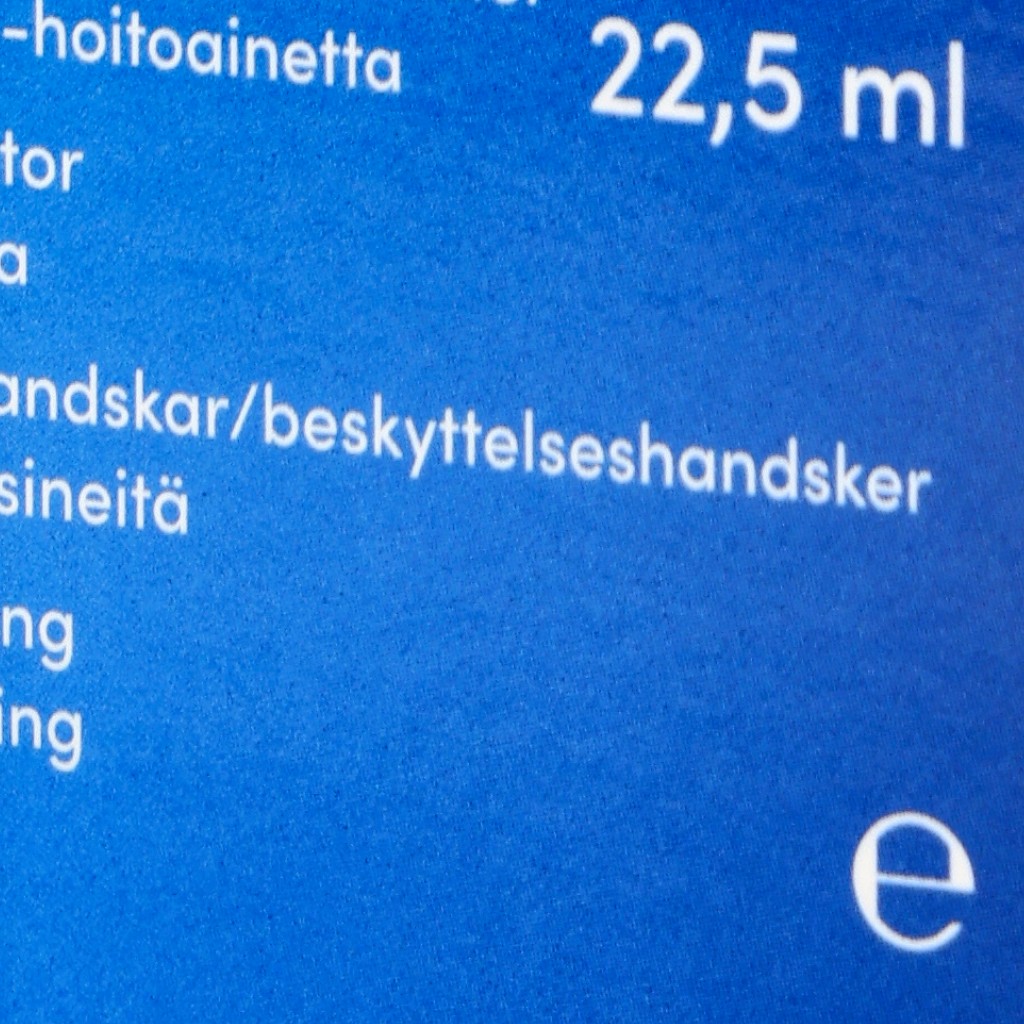 -hoitoainetta 22,5 ml
tor
a
andskar/beskyttelseshandsker
sineitä
ng
ing
e